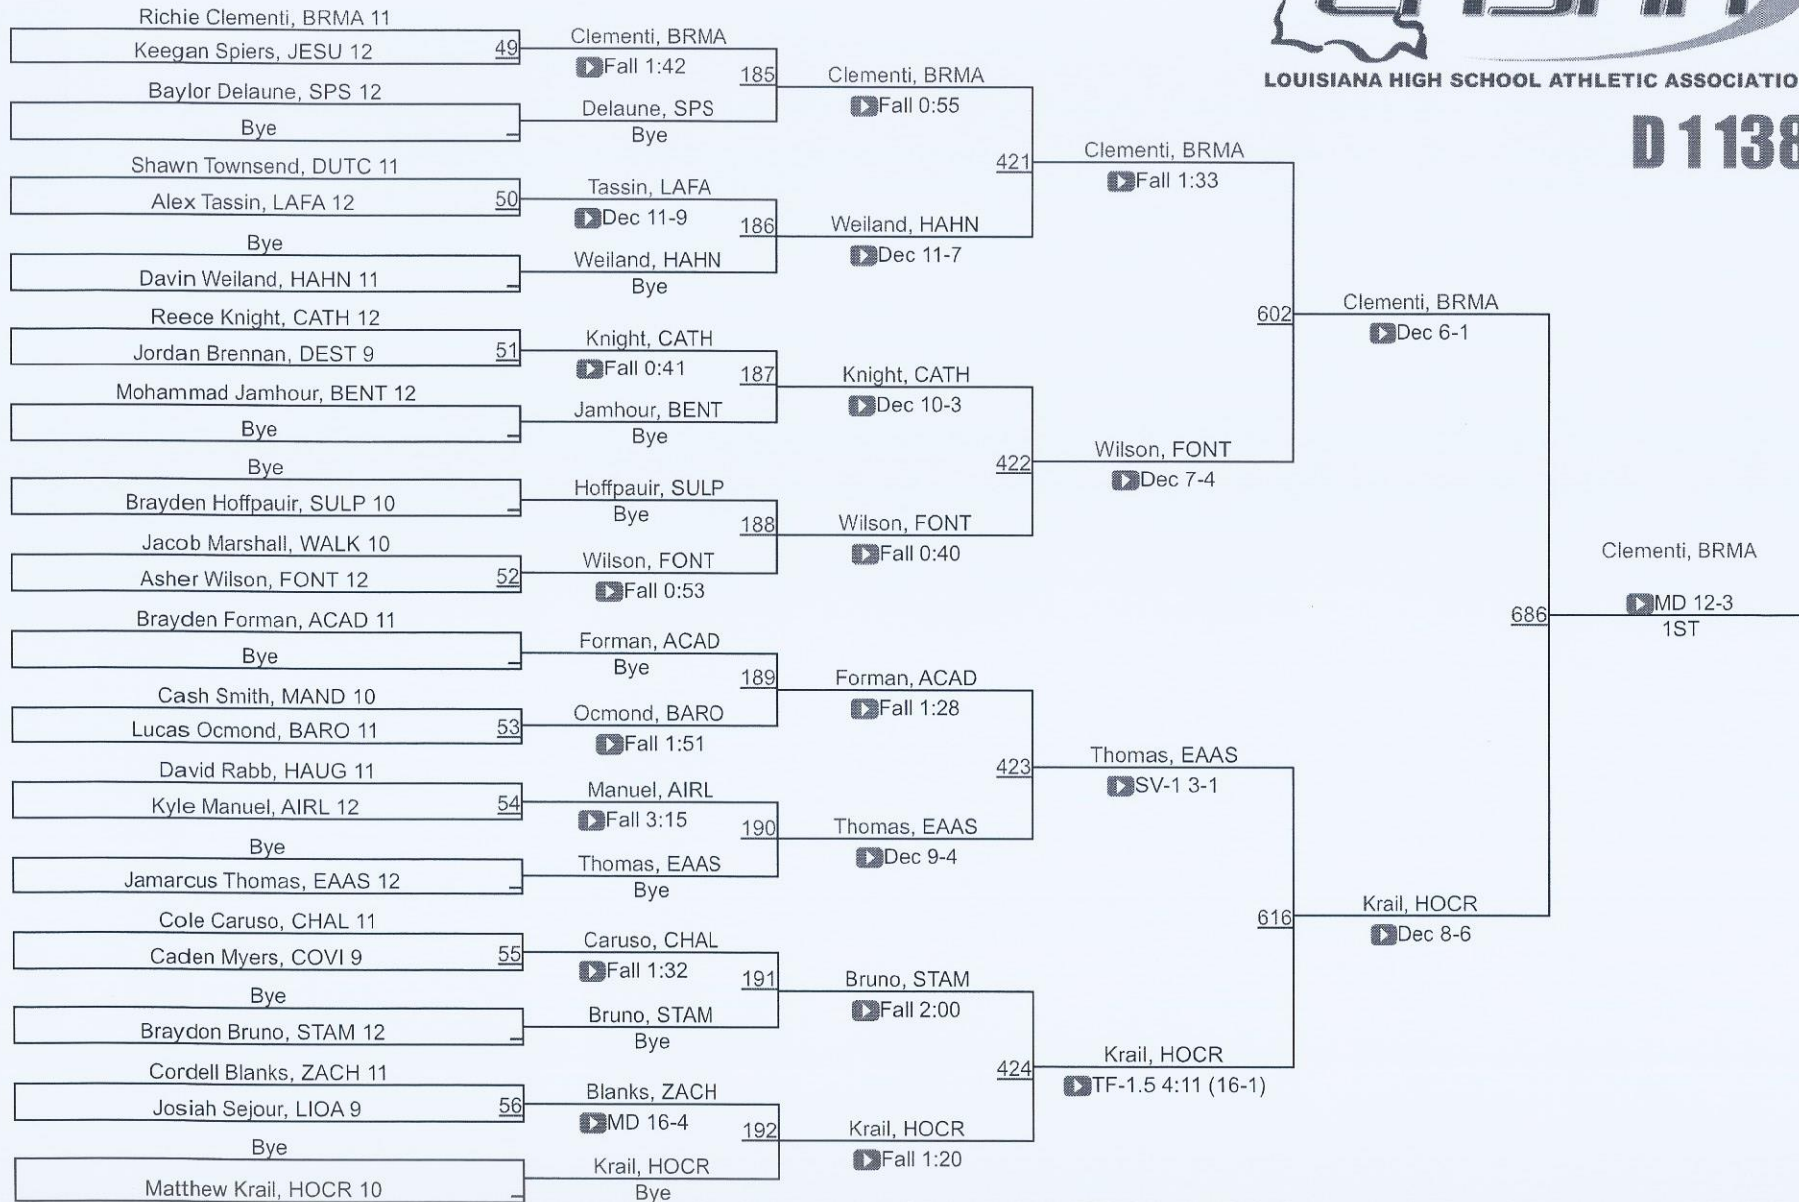 LOUISIANA HIGH SCHOOL ATHLETIC ASSOCIATIO
D 1 138
Richie Clementi, BRMA 11
Keegan Spiers, JESU 12
49
Baylor Delaune, SPS 12
Bye
Shawn Townsend, DUTC 11
Alex Tassin, LAFA 12
50
Bye
Davin Weiland, HAHN 11
Reece Knight, CATH 12
Jordan Brennan, DEST 9
51
Mohammad Jamhour, BENT 12
Bye
Bye
Brayden Hoffpauir, SULP 10
Jacob Marshall, WALK 10
Asher Wilson, FONT 12
52
Brayden Forman, ACAD 11
Bye
Cash Smith, MAND 10
Lucas Ocmond, BARO 11
53
David Rabb, HAUG 11
Kyle Manuel, AIRL 12
54
Bye
Jamarcus Thomas, EAAS 12
Cole Caruso, CHAL 11
Caden Myers, COVI 9
55
Bye
Braydon Bruno, STAM 12
Cordell Blanks, ZACH 11
Josiah Sejour, LIOA 9
56
Bye
Matthew Krail, HOCR 10
Clementi, BRMA
Fall 1:42
185
Delaune, SPS
Bye
Tassin, LAFA
Dec 11-9
186
Weiland, HAHN
Bye
Knight, CATH
Fall 0:41
187
Jamhour, BENT
Bye
Hoffpauir, SULP
Bye
188
Wilson, FONT
Fall 0:53
Forman, ACAD
Bye
189
Ocmond, BARO
Fall 1:51
Manuel, AIRL
Fall 3:15
190
Thomas, EAAS
Bye
Caruso, CHAL
Fall 1:32
191
Bruno, STAM
Bye
Blanks, ZACH
MD 16-4
192
Krail, HOCR
Bye
Clementi, BRMA
Fall 0:55
421
Weiland, HAHN
Dec 11-7
Knight, CATH
Dec 10-3
422
Wilson, FONT
Fall 0:40
Forman, ACAD
Fall 1:28
423
Thomas, EAAS
Dec 9-4
Bruno, STAM
Fall 2:00
424
Krail, HOCR
Fall 1:20
Clementi, BRMA
Fall 1:33
602
Wilson, FONT
Dec 7-4
Thomas, EAAS
SV-1 3-1
616
Krail, HOCR
TF-1.5 4:11 (16-1)
Clementi, BRMA
Dec 6-1
686
Krail, HOCR
Dec 8-6
Clementi, BRMA
MD 12-3
1ST